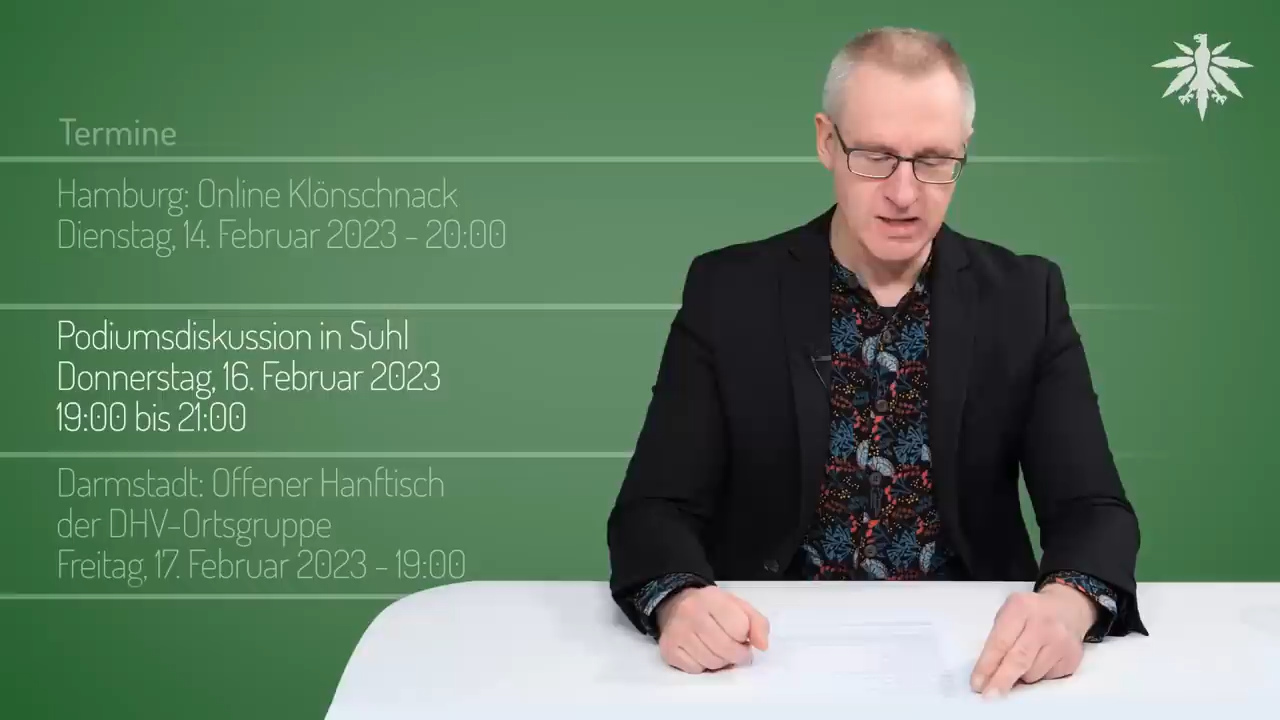 Termine
Hamburg: Online Klönschnack
Dienstag, 14. Februar 2023 – 20:00
Podiumsdiskussion in Suhl
Donnerstag, 16. Februar 2023
19:00 bis 21:00
Darmstadt: Offener Hanftisch
der DHV-Ortsgruppe
Freitag, 17. Februar 2023 – 19:00